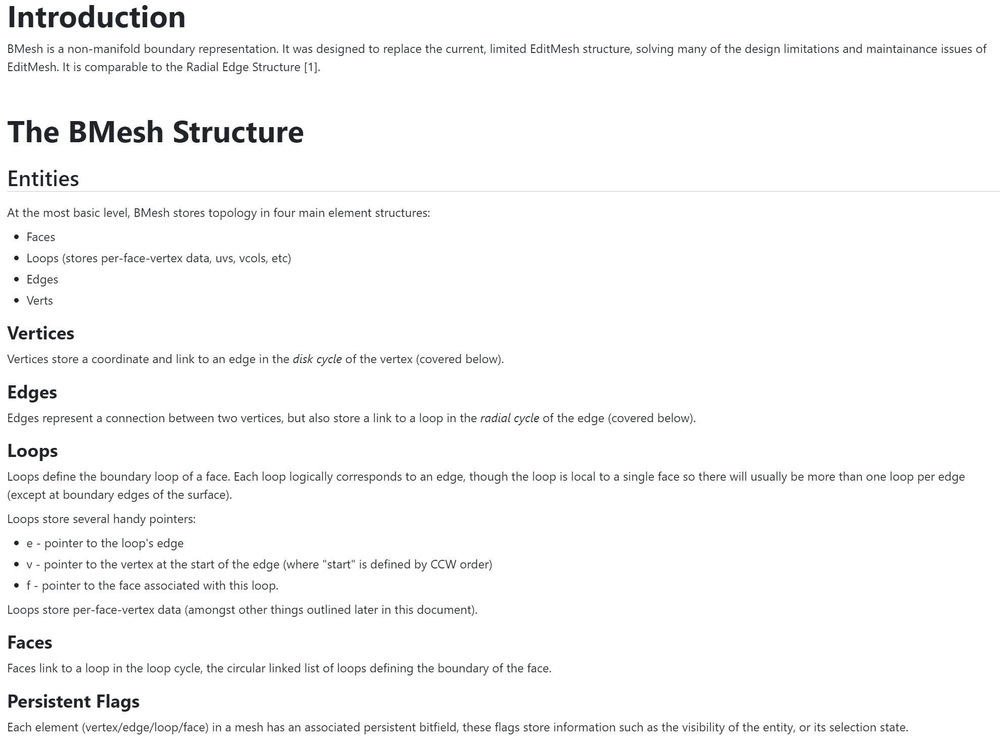 Introduction
BMesh is a non-manifold boundary representation. It was designed to replace the current, limited EditMesh structure, solving many of the design limitations and maintainance issues of
EditMesh. It is comparable to the Radial Edge Structure [1].
The BMesh Structure
Entities
At the most basic level, BMesh stores topology in four main element structures:
• Faces
• Loops (stores per-face-vertex data, uvs, vcols, etc)
• Edges
• Verts
Vertices
Vertices store a coordinate and link to an edge in the disk cycle of the vertex (covered below).
Edges
Edges represent a connection between two vertices, but also store a link to a loop in the radial cycle of the edge (covered below).
Loops
Loops define the boundary loop of a face. Each loop logically corresponds to an edge, though the loop is local to a single face so there will usually be more than one loop per edge
(except at boundary edges of the surface).
Loops store several handy pointers:
• e - pointer to the loop's edge
• v - pointer to the vertex at the start of the edge (where "start" is defined by CCW order)
• f - pointer to the face associated with this loop.
Loops store per-face-vertex data (amongst other things outlined later in this document).
Faces
Faces link to a loop in the loop cycle, the circular linked list of loops defining the boundary of the face.
Persistent Flags
Each element (vertex/edge/loop/face) in a mesh has an associated persistent bitfield, these flags store information such as the visibility of the entity, or its selection state.